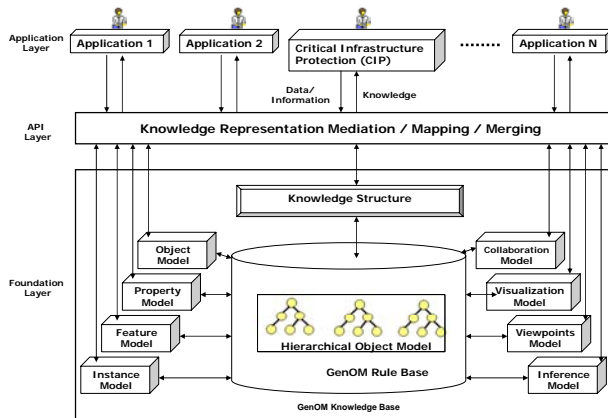 Application
Layer
Application 1
Application 2
Critical Infrastructure
Protection (CIP)
Application N
Data/
Information
Knowledge
API
Layer
Knowledge Representation Mediation / Mapping / Merging
Knowledge Structure
Object
Model
Collaboration
Model
Foundation
Layer
Property
Model
Visualization
Model
Feature
Model
Hierarchical Object Model
Viewpoints
Model
Instance
Model
GenOM Rule Base
Inference
Model
GenOM Knowledge Base